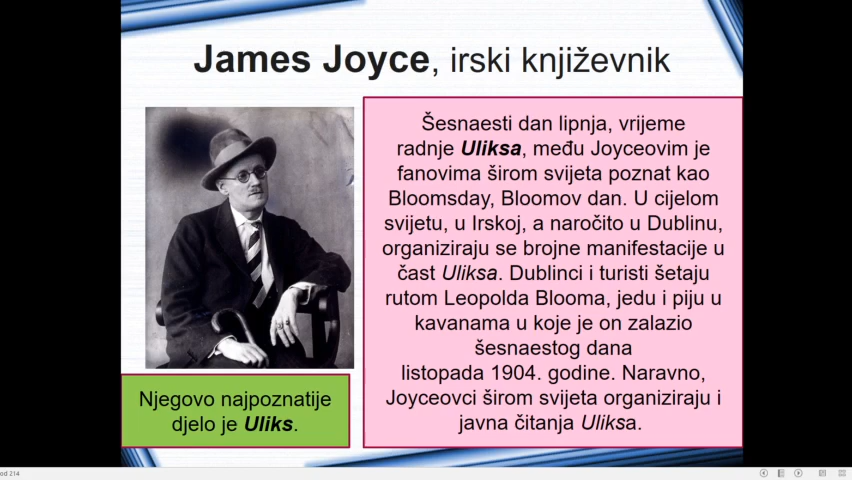 James Joyce, irski književnik
Šesnaesti dan lipnja, vrijeme
radnje Uliksa, među Joyceovim je
fanovima širom svijeta poznat kao
Bloomsday, Bloomov dan. U cijelom
svijetu, u Irskoj, a naročito u Dublinu,
organiziraju se brojne manifestacije u
čast Uliksa. Dublinci i turisti šetaju
rutom Leopolda Blooma, jedu i piju u
kavanama u koje je on zalazio
šesnaestog dana
listopada 1904. godine. Naravno,
Joyceovci širom svijeta organiziraju i
javna čitanja Uliksa.
Njegovo najpoznatije
djelo je Uliks.
od 214